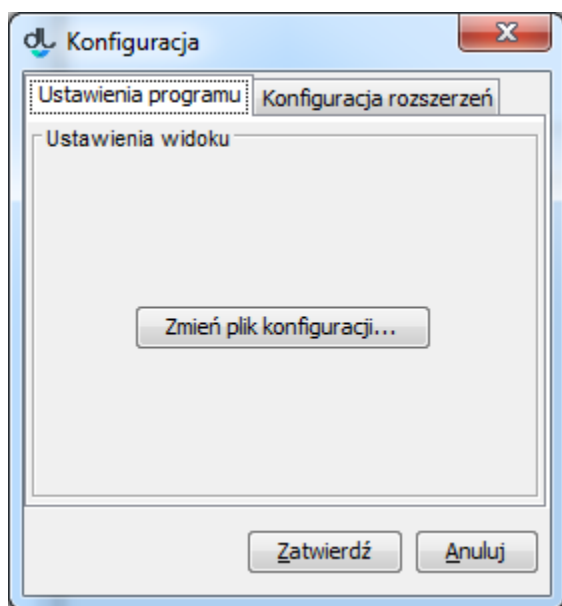 Konfiguracja
Ustawienia programu Konfiguracja rozszerzeń
Ustawienia widoku
Zmień plik konfiguracji...
Zatwierdź Anuluj